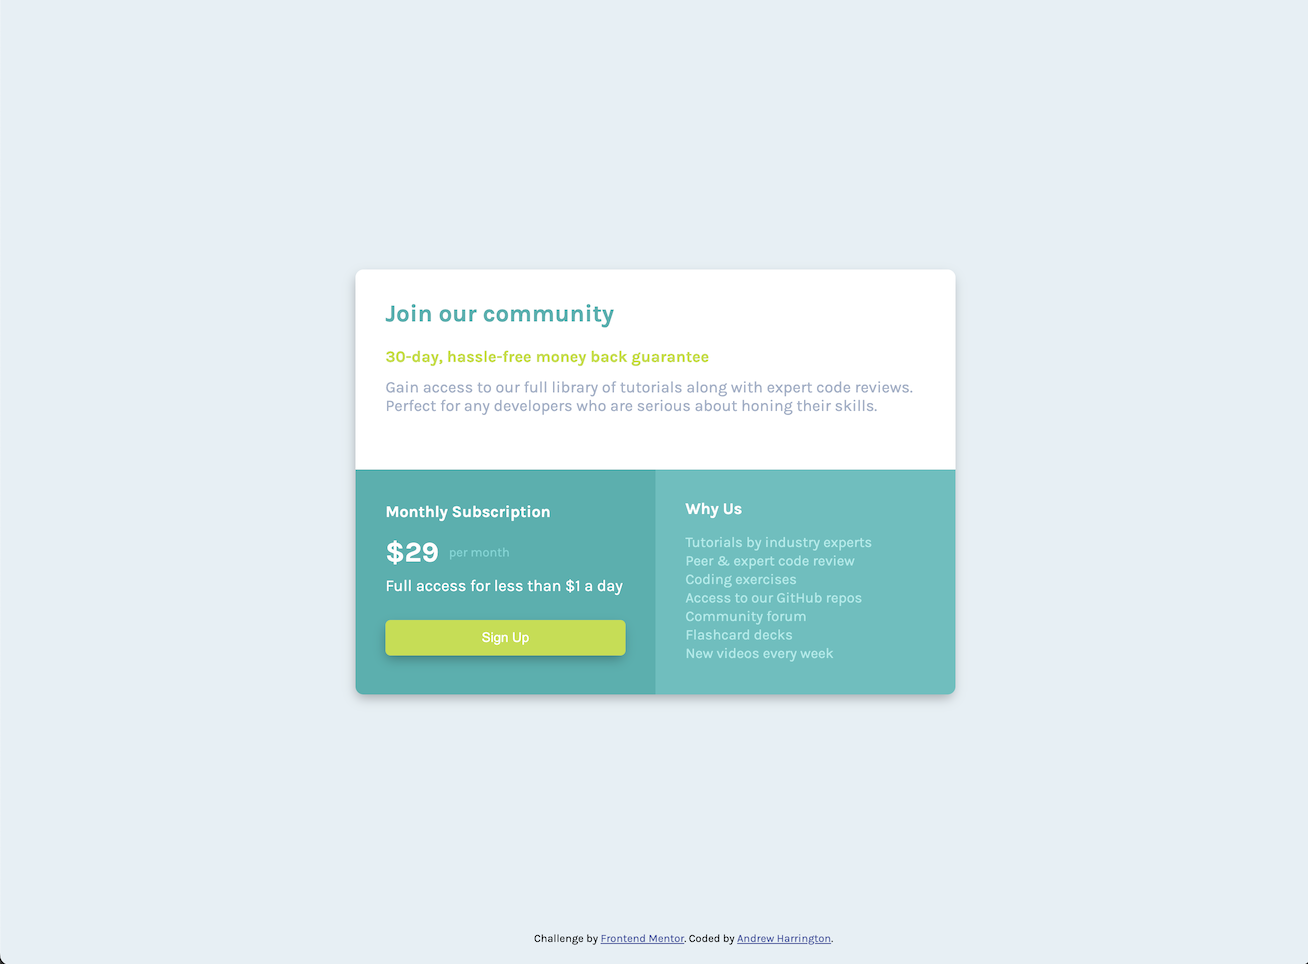 Join our community
30-day, hassle-free money back guarantee
Gain access to our full library of tutorials along with expert code reviews.
Perfect for any developers who are serious about honing their skills.
Monthly Subscription
$29 per month
Full access for less than $1 a day
Sign Up
Why Us
Tutorials by industry experts
Peer & expert code review
Coding exercises
Access to our GitHub repos
Community forum
Flashcard decks
New videos every week
Challenge by Frontend Mentor. Coded by Andrew Harrington.